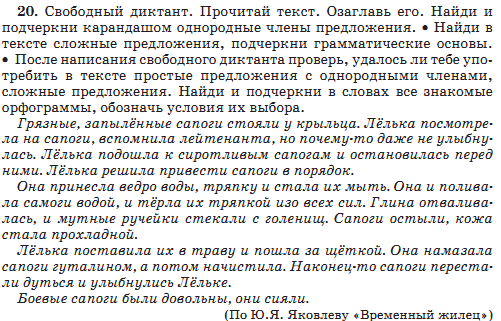 20. Свободный диктант. Прочитай текст. Озаглавь его. Найди и
подчеркни карандашом однородные члены предложения. • Найди в
тексте сложные предложения, подчеркни грамматические основы.
• После написания свободного диктанта проверь, удалось ли тебе упо-
требить в тексте простые предложения с однородными членами,
сложные предложения. Найди и подчеркни в словах все знакомые
орфограммы, обозначь условия их выбора.
Грязные, запылённые сапоги стояли у крыльца. Лёлька посмотре-
ла на сапоги, вспомнила лейтенанта, но почему-то даже не улыбну-
лась. Лёлька подошла к сиротливым сапогам и остановилась перед
ними. Лёлька решила привести сапоги в порядок.
Она принесла ведро воды, тряпку и стала их мыть. Она и полива-
ла самоги водой, и тёрла их тряпкой изо всех сил. Глина отвалива-
лась, и мутные ручейки стекали с голенищ. Сапоги остыли, кожа
стала прохладной.
Лёлька поставила их в траву и пошла за щёткой. Она намазала
сапоги гуталином, а потом начистила. Наконец-то сапоги переста-
ли дуться и улыбнулись Лёльке.
Боевые сапоги были довольны, они сияли.
(По Ю.Я. Яковлеву «Временный жилец»)